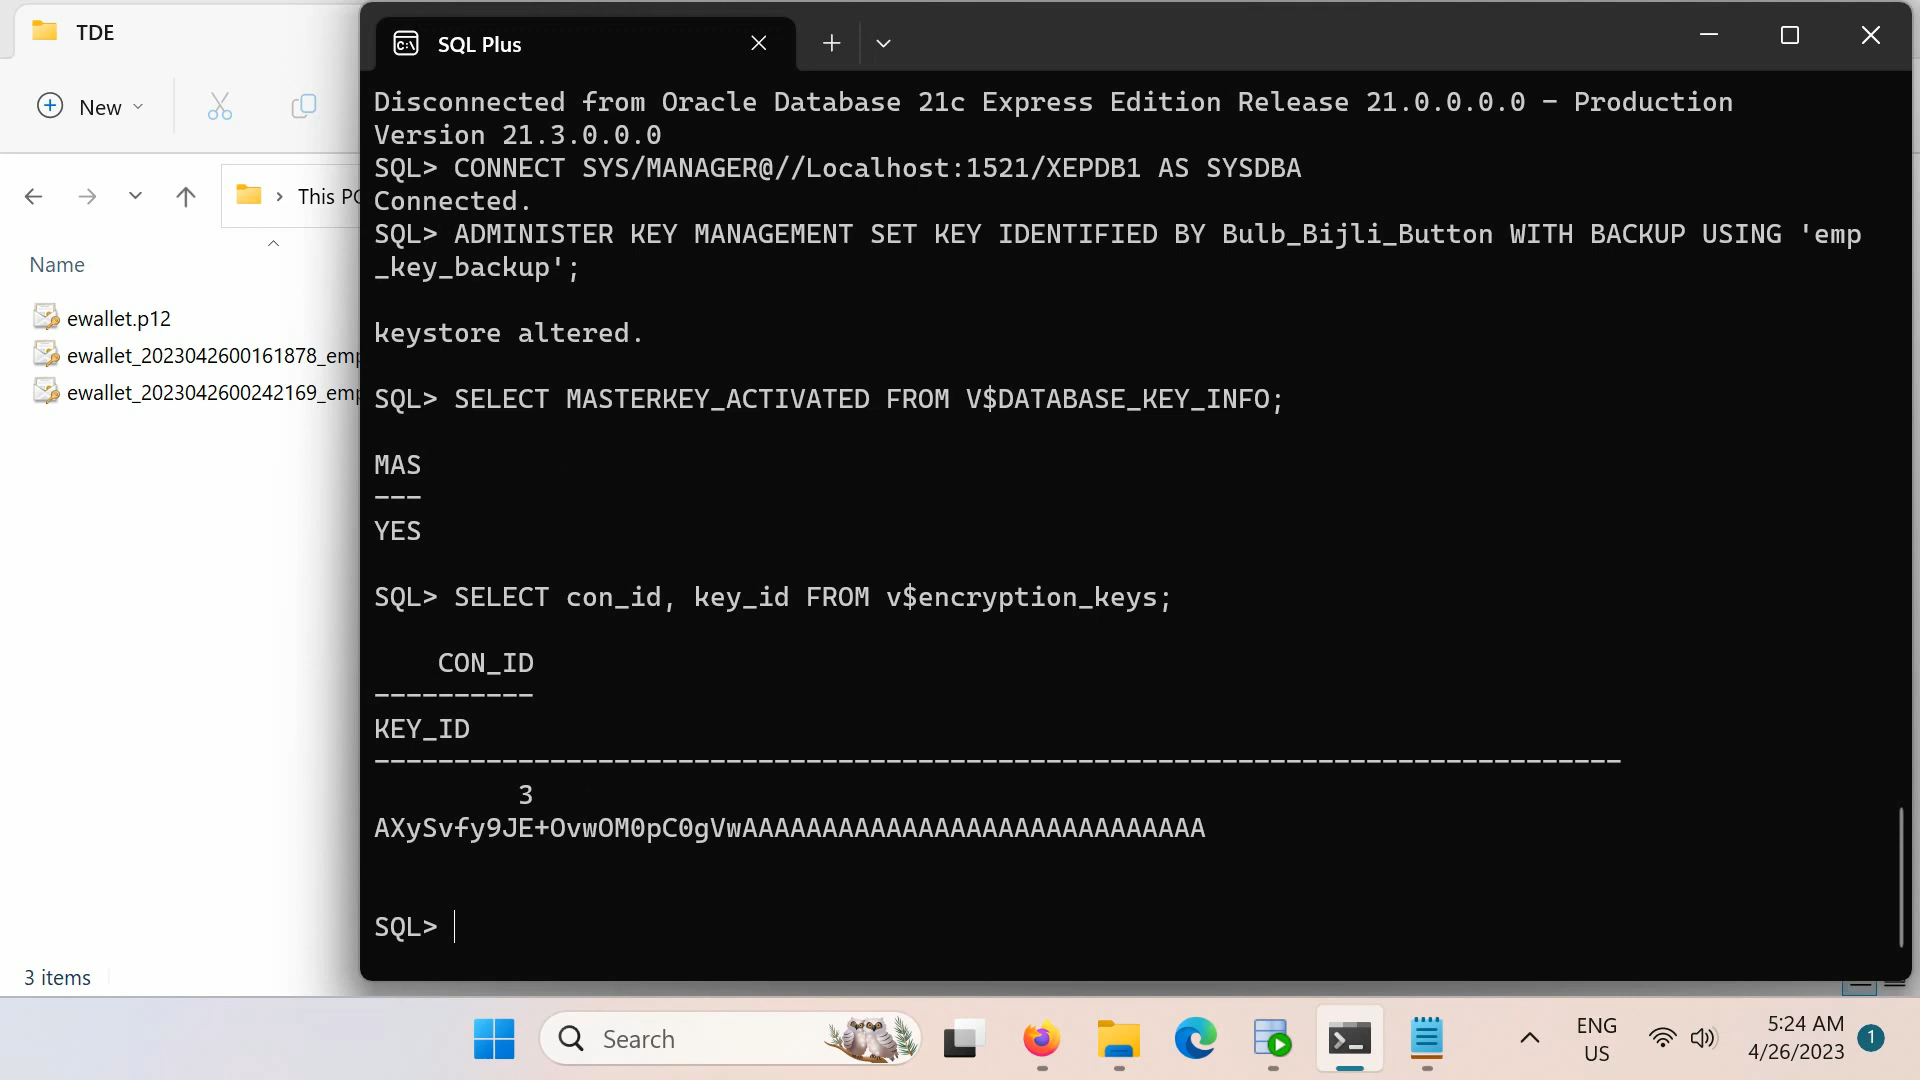 TDE
New
This PC
Name
ewallet.p12
ewallet_2023042600161878_emp
ewallet_2023042600242169_emp
3 items
SQL Plus
Disconnected from Oracle Database 21c Express Edition Release 21.0.0.0.0 - Production
Version 21.3.0.0.0
SQL> CONNECT SYS/MANAGER@//Localhost:1521/XEPDB1 AS SYSDBA
Connected.
SQL> ADMINISTER KEY MANAGEMENT SET KEY IDENTIFIED BY Bulb_Bijli_Button WITH BACKUP USING 'emp
_key_backup';
keystore altered.
SQL> SELECT MASTERKEY_ACTIVATED FROM V$DATABASE_KEY_INFO;
MAS
---
YES
SQL> SELECT con_id, key_id FROM v$encryption_keys;
CON_ID
----------
KEY_ID
------------------------------------------------------------------------------
3
AXySvfy9JE+OvwOM0pC0gVwAAAAAAAAAAAAAAAAAAAAAAAAAAAAA
SQL>
Search
ENG
US
5:24 AM
4/26/2023
1